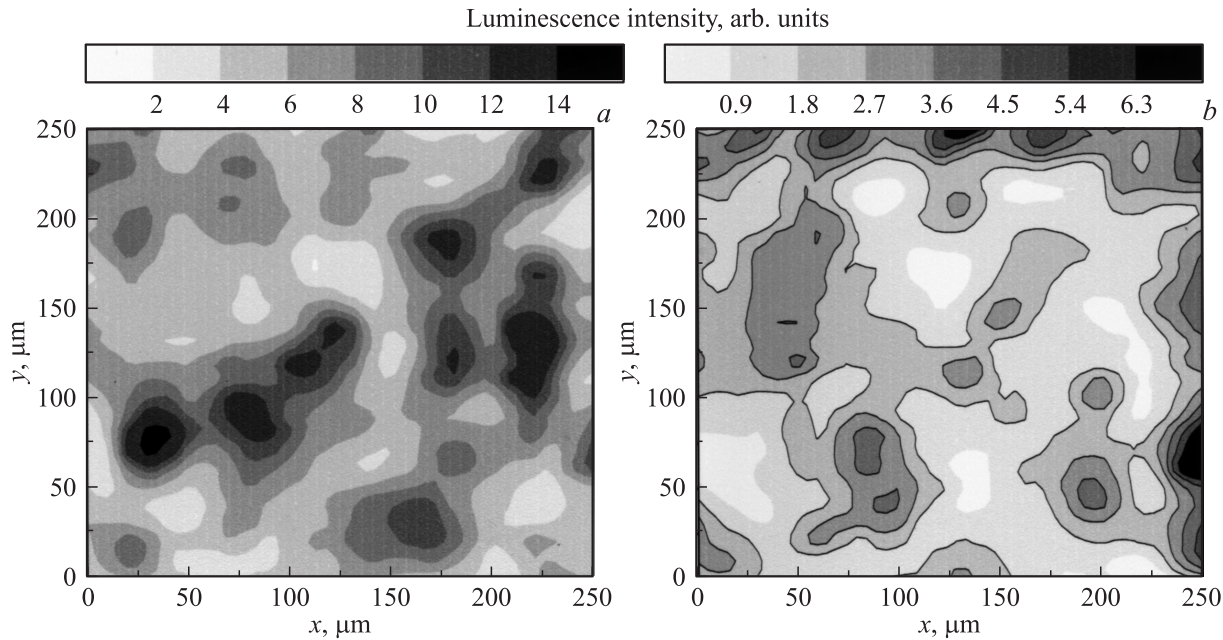 Luminescence intensity, arb. units
2 4 6 8 10 12 14 a
0.9 1.8 2.7 3.6 4.5 5.4 6.3 b
250
200
150
100
50
0
y, μm
0 50 100 150 200 250
x, μm
250
200
150
100
50
0
y, μm
0 50 100 150 200 250
x, μm